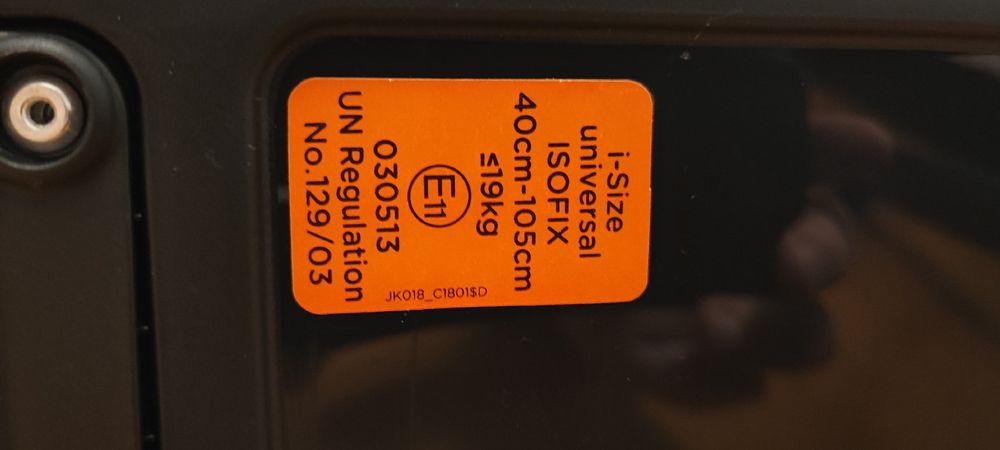 i-Size
universal
ISOFIX
40cm-105cm
≤19kg
E11
030513
UN Regulation
No.129/03
JK018_C1801$D